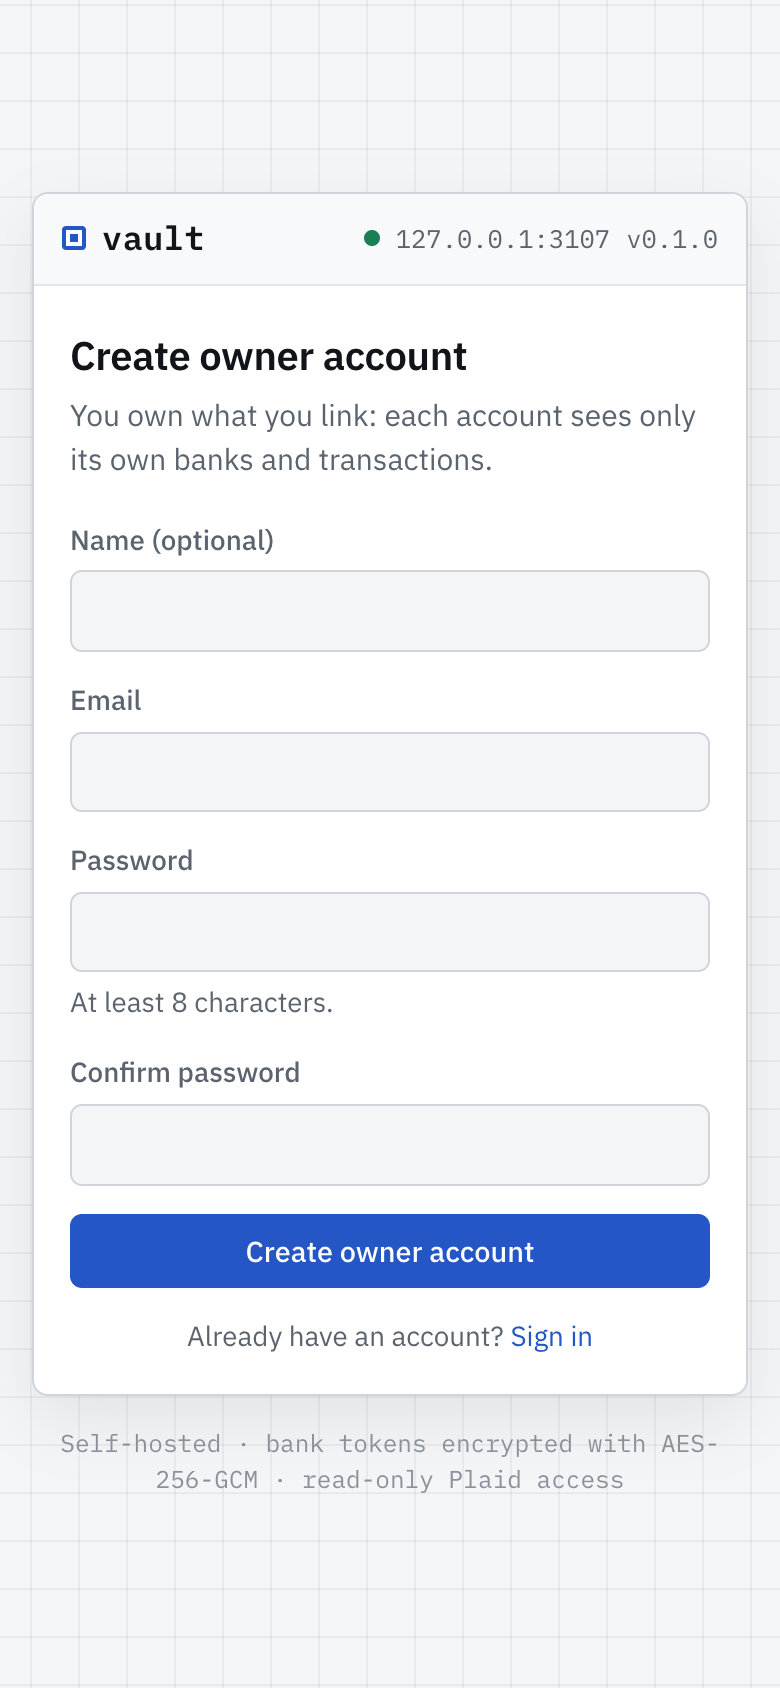 vault
127.0.0.1:3107 v0.1.0
Create owner account
You own what you link: each account sees only
its own banks and transactions.
Name (optional)
Email
Password
At least 8 characters.
Confirm password
Create owner account
Already have an account? Sign in
Self-hosted · bank tokens encrypted with AES-
256-GCM · read-only Plaid access